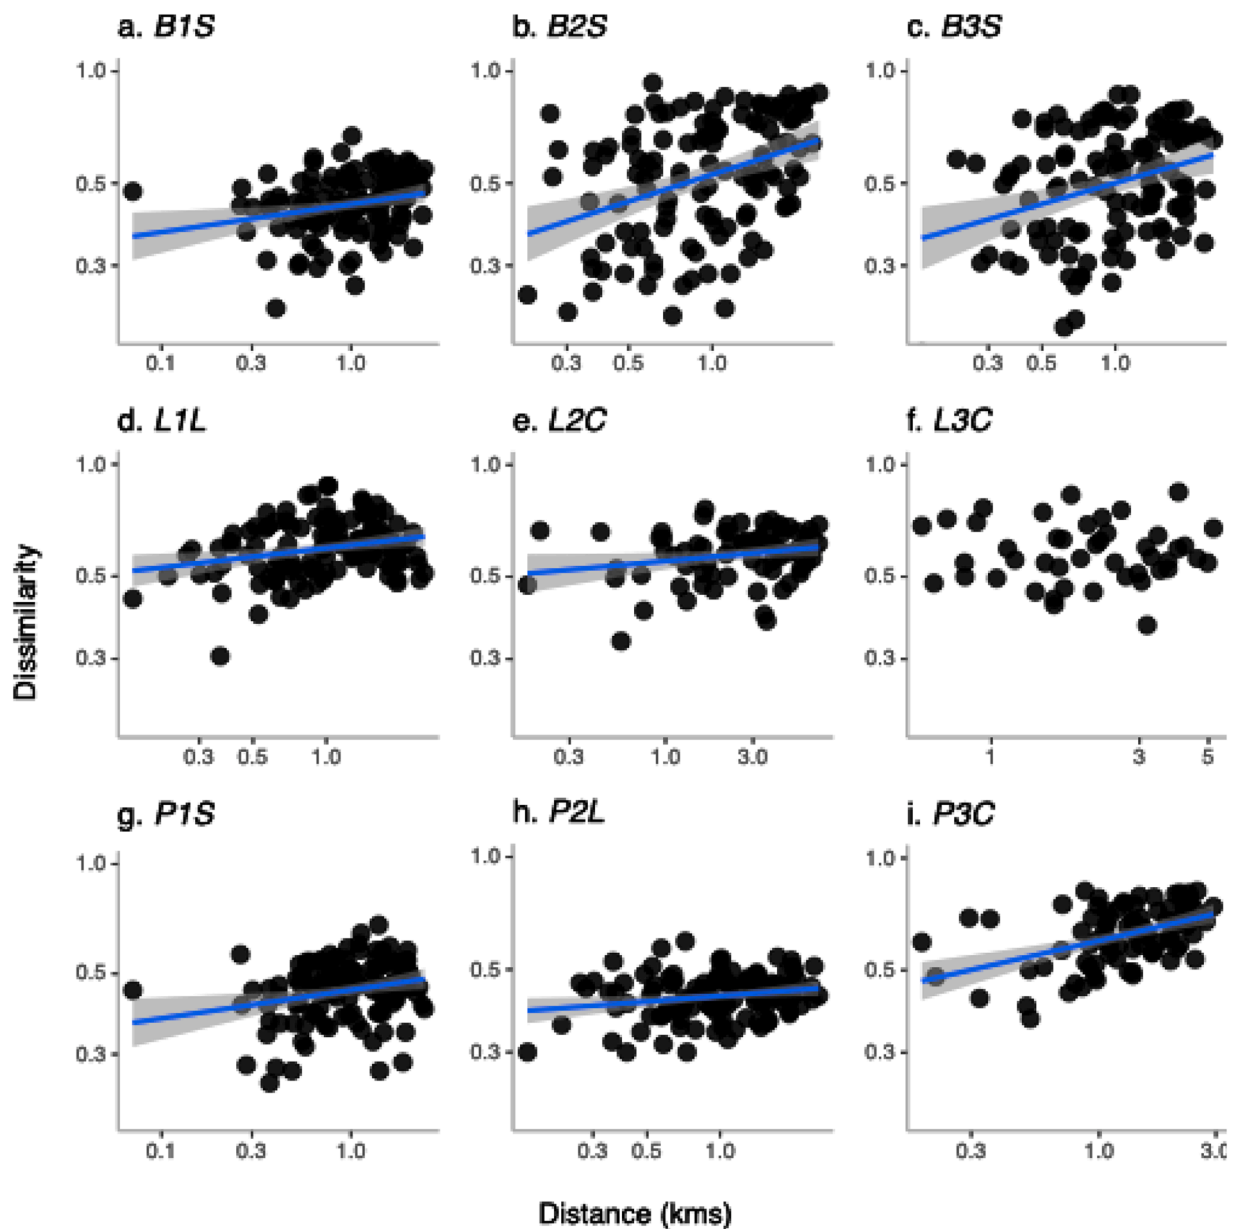 a. B1S b. B2S c. B3S
1.0 1.0 1.0
0.5 0.5 0.5
0.3 0.3 0.3
0.1 0.3 1.0 0.3 0.5 1.0 0.3 0.5 1.0
d. L1L e. L2C f. L3C
1.0 1.0 1.0
0.5 0.5 0.5
0.3 0.3 0.3
0.3 0.5 1.0 0.3 1.0 3.0 1 3 5
Dissimilarity
g. P1S h. P2L i. P3C
1.0 1.0 1.0
0.5 0.5 0.5
0.3 0.3 0.3
0.1 0.3 1.0 0.3 0.5 1.0 0.3 1.0 3.0
Distance (kms)